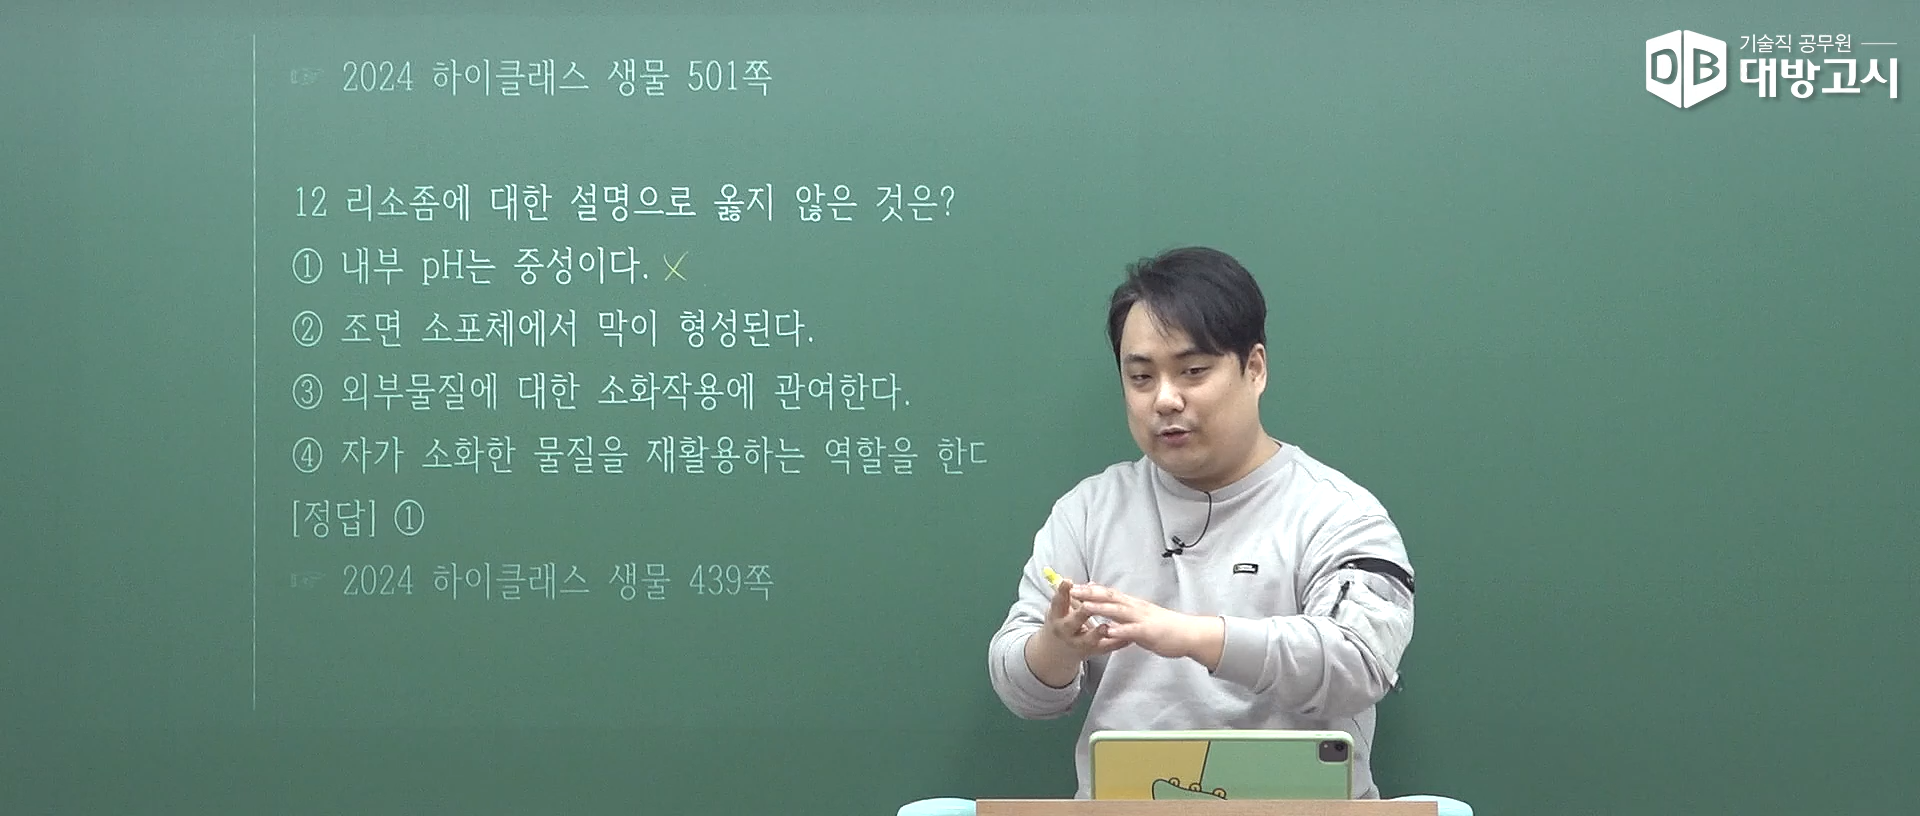 ☞ 2024 하이클래스 생물 501쪽
12 리소좀에 대한 설명으로 옳지 않은 것은?
① 내부 pH는 중성이다. X
② 조면 소포체에서 막이 형성된다.
③ 외부물질에 대한 소화작용에 관여한다.
④ 자가 소화한 물질을 재활용하는 역할을 한ㄷ
[정답] ①
☞ 2024 하이클래스 생물 439쪽
DB
기술직 공무원
대방고시